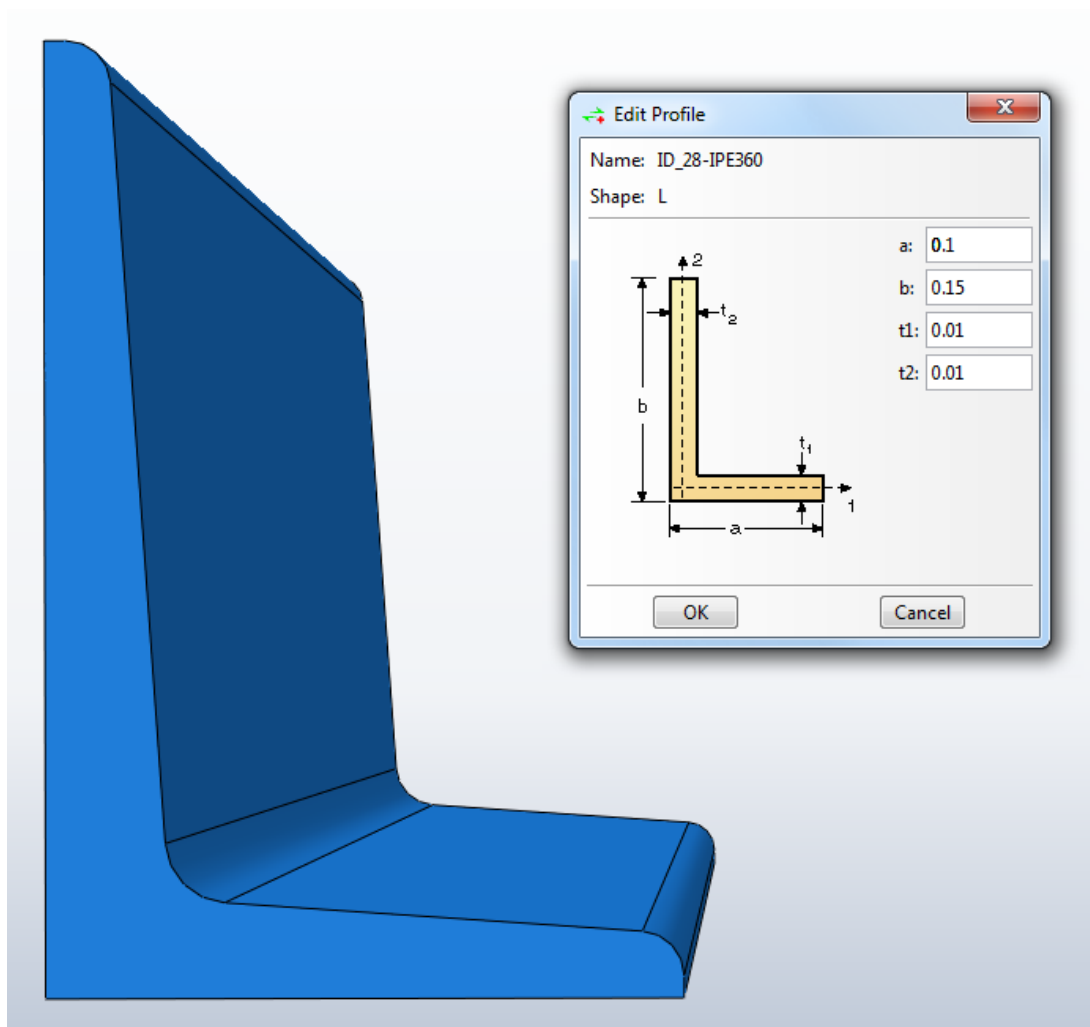 Edit Profile
Name: ID_28-IPE360
Shape: L
a: 0.1
b: 0.15
t1: 0.01
t2: 0.01
2
t2
b
t1
1
a
OK
Cancel